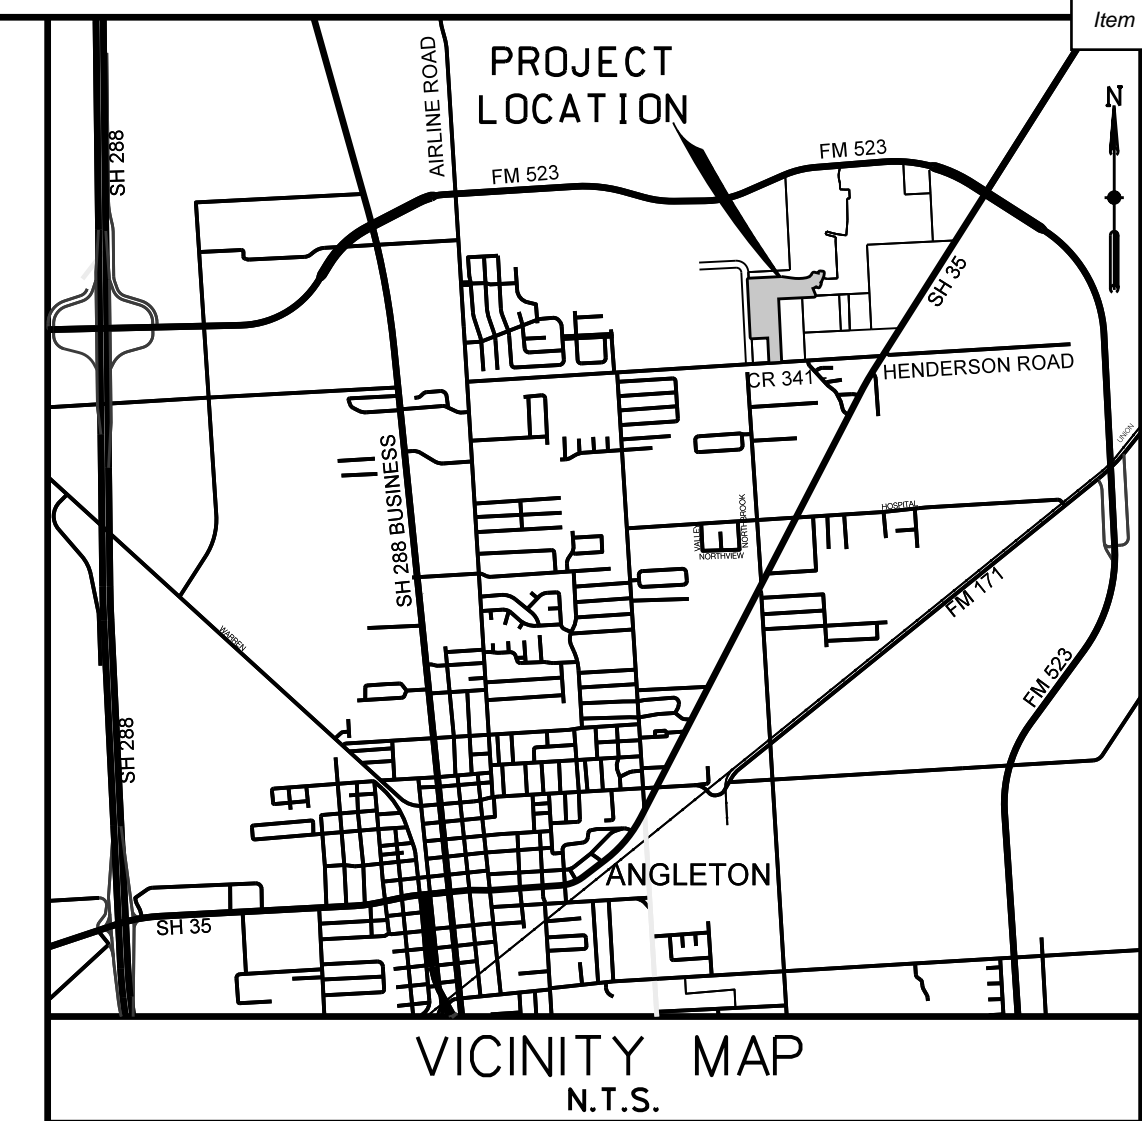 Item
PROJECT
LOCATION
N
AIRLINE ROAD
SH 288
FM 523
FM 523
SH 35
CR 341
HENDERSON ROAD
UNION
SH 288 BUSINESS
VALLEY
NORTHBROOK
NORTHVIEW
HOSPITAL
FM 171
WARREN
FM 523
SH 288
ANGLETON
SH 35
VICINITY MAP
N.T.S.